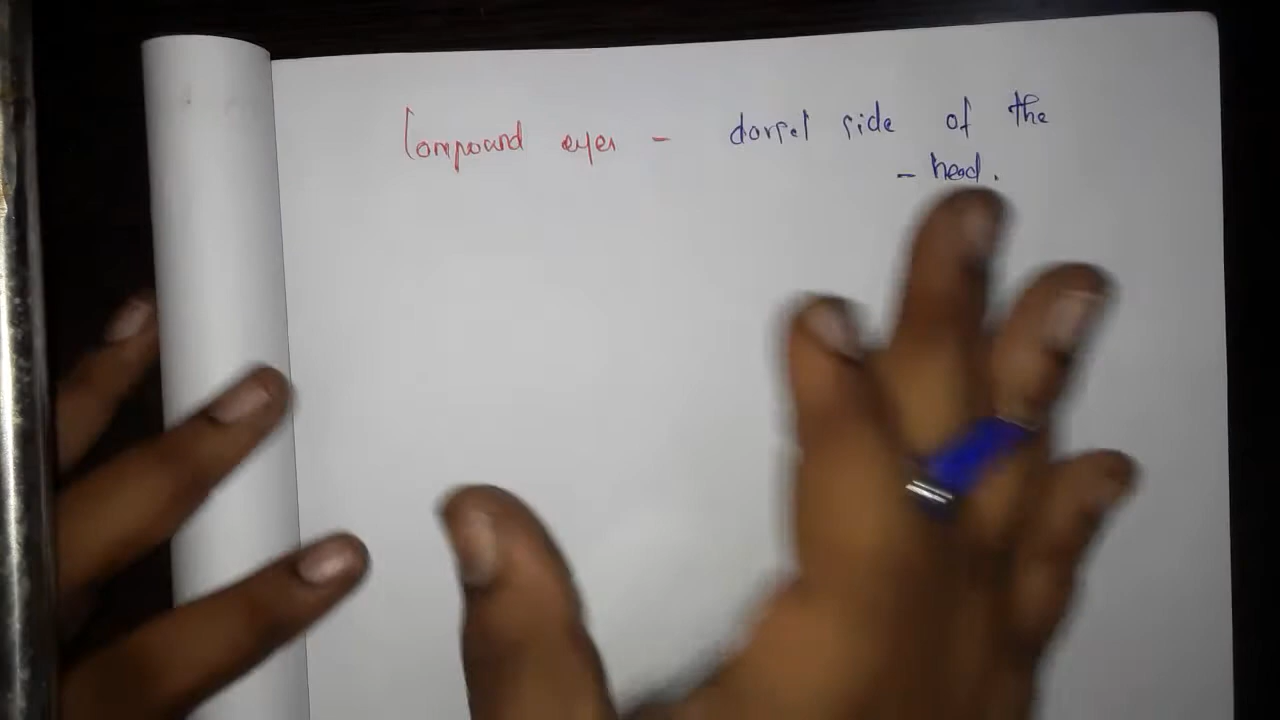 Compound eyes - dorsal side of the
- head.